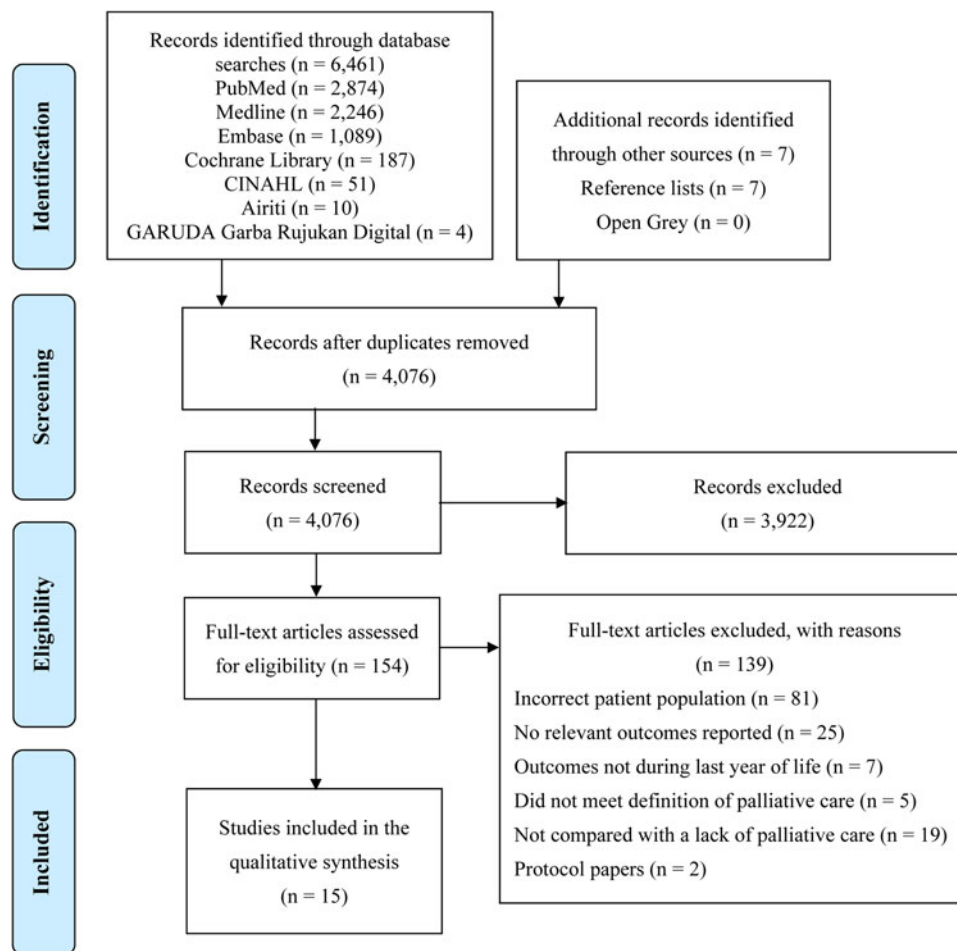 Identification
Records identified through database
searches (n = 6,461)
PubMed (n = 2,874)
Medline (n = 2,246)
Embase (n = 1,089)
Cochrane Library (n = 187)
CINAHL (n = 51)
Airiti (n = 10)
GARUDA Garba Rujukan Digital (n = 4)
Additional records identified
through other sources (n = 7)
Reference lists (n = 7)
Open Grey (n = 0)
Screening
Records after duplicates removed
(n = 4,076)
Records screened
(n = 4,076)
Records excluded
(n = 3,922)
Eligibility
Full-text articles assessed
for eligibility (n = 154)
Full-text articles excluded, with reasons
(n = 139)
Incorrect patient population (n = 81)
No relevant outcomes reported (n = 25)
Outcomes not during last year of life (n = 7)
Did not meet definition of palliative care (n = 5)
Not compared with a lack of palliative care (n = 19)
Protocol papers (n = 2)
Included
Studies included in the
qualitative synthesis
(n = 15)